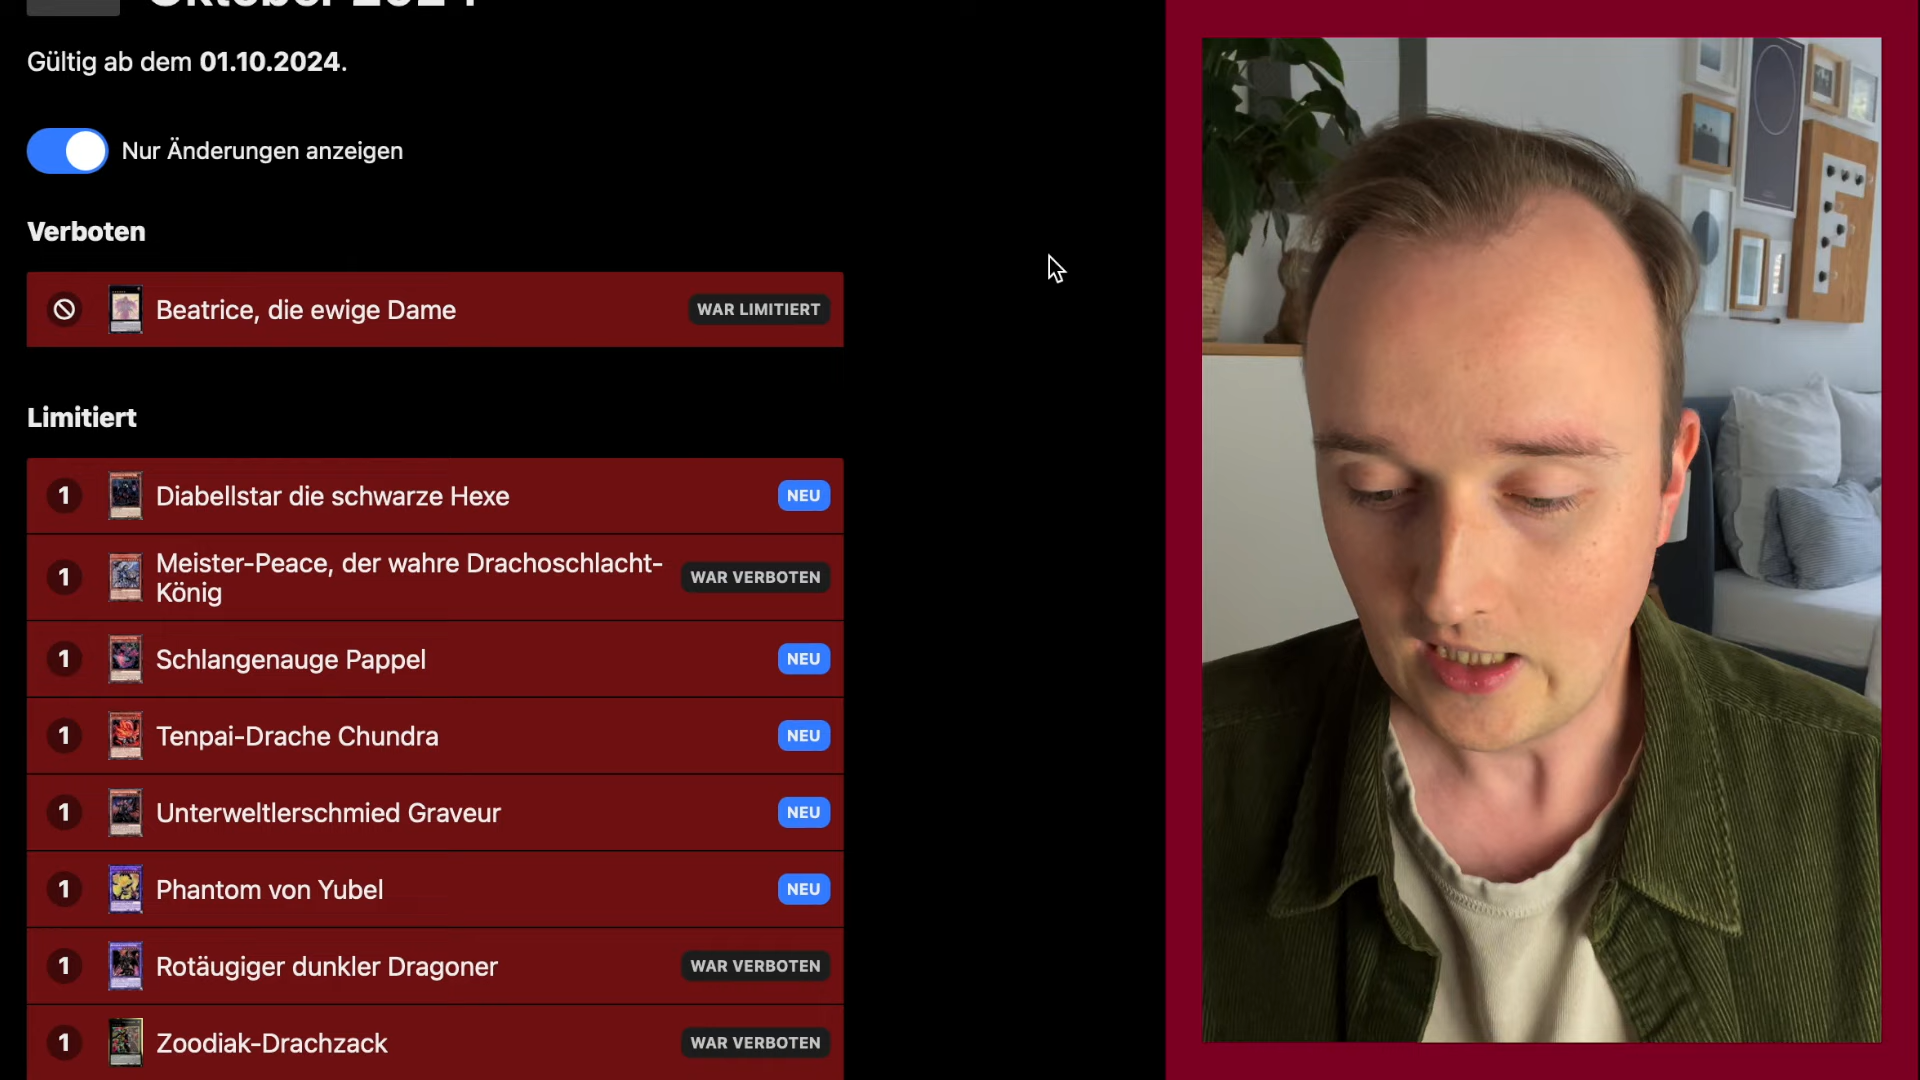 Oktober 2024
Gültig ab dem 01.10.2024.
Nur Änderungen anzeigen
Verboten
Beatrice, die ewige Dame
WAR LIMITIERT
Limitiert
1
Diabellstar die schwarze Hexe
NEU
1
Meister-Peace, der wahre Drachoschlacht-
König
WAR VERBOTEN
1
Schlangenauge Pappel
NEU
1
Tenpai-Drache Chundra
NEU
1
Unterweltlerschmied Graveur
NEU
1
Phantom von Yubel
NEU
1
Rotäugiger dunkler Dragoner
WAR VERBOTEN
1
Zoodiak-Drachzack
WAR VERBOTEN